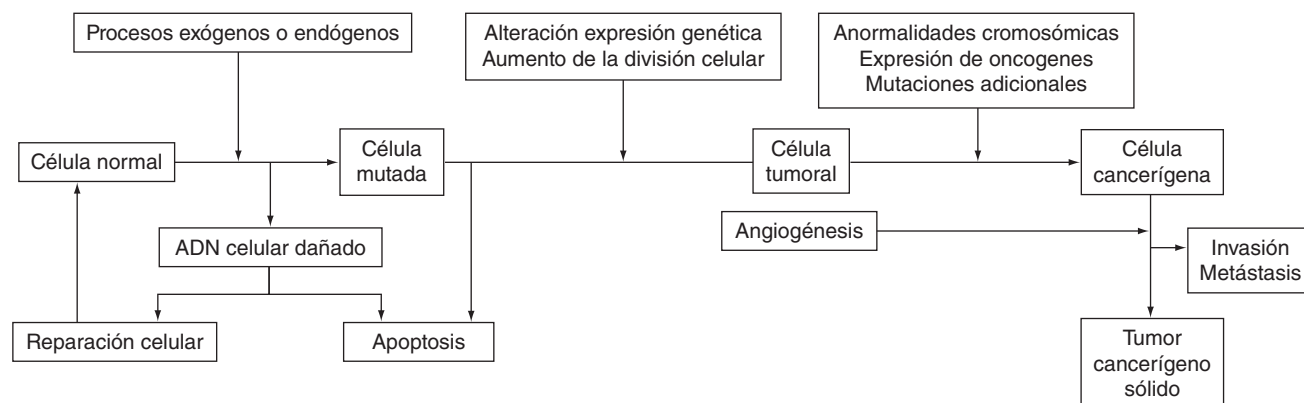 Procesos exógenos o endógenos
Alteración expresión genética
Aumento de la división celular
Anormalidades cromosómicas
Expresión de oncogenes
Mutaciones adicionales
Célula normal
Célula
mutada
Célula
tumoral
Célula
cancerígena
ADN celular dañado
Angiogénesis
Invasión
Metástasis
Reparación celular
Apoptosis
Tumor
cancerígeno
sólido